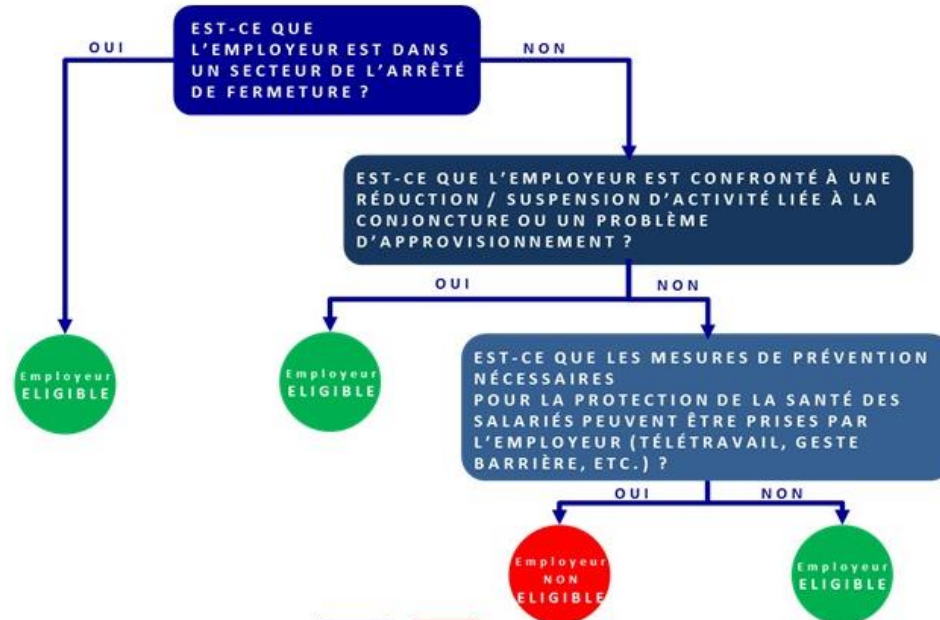 EST-CE QUE
L'EMPLOYEUR EST DANS
UN SECTEUR DE L'ARRÊTÉ
DE FERMETURE ?
OUI
NON
EST-CE QUE L'EMPLOYEUR EST CONFRONTÉ À UNE
RÉDUCTION / SUSPENSION D'ACTIVITÉ LIÉE À LA
CONJONCTURE OU UN PROBLÈME
D'APPROVISIONNEMENT ?
OUI
NON
Employeur
ELIGIBLE
Employeur
ELIGIBLE
EST-CE QUE LES MESURES DE PRÉVENTION
NÉCESSAIRES
POUR LA PROTECTION DE LA SANTÉ DES
SALARIÉS PEUVENT ÊTRE PRISES PAR
L'EMPLOYEUR (TÉLÉTRAVAIL, GESTE
BARRIÈRE, ETC.) ?
OUI
NON
Employeur
NON
ELIGIBLE
Employeur
ELIGIBLE